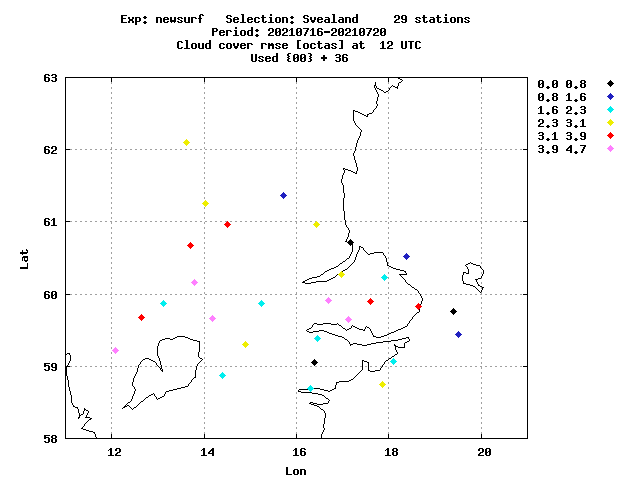 Exp: newsurf   Selection: Svealand     29 stations
Period: 20210716-20210720
Cloud cover rmse [octas] at  12 UTC
Used {00} + 36
63
62
61
60
59
58
Lat
12 14 16 18 20
Lon
0.0 0.8
0.8 1.6
1.6 2.3
2.3 3.1
3.1 3.9
3.9 4.7